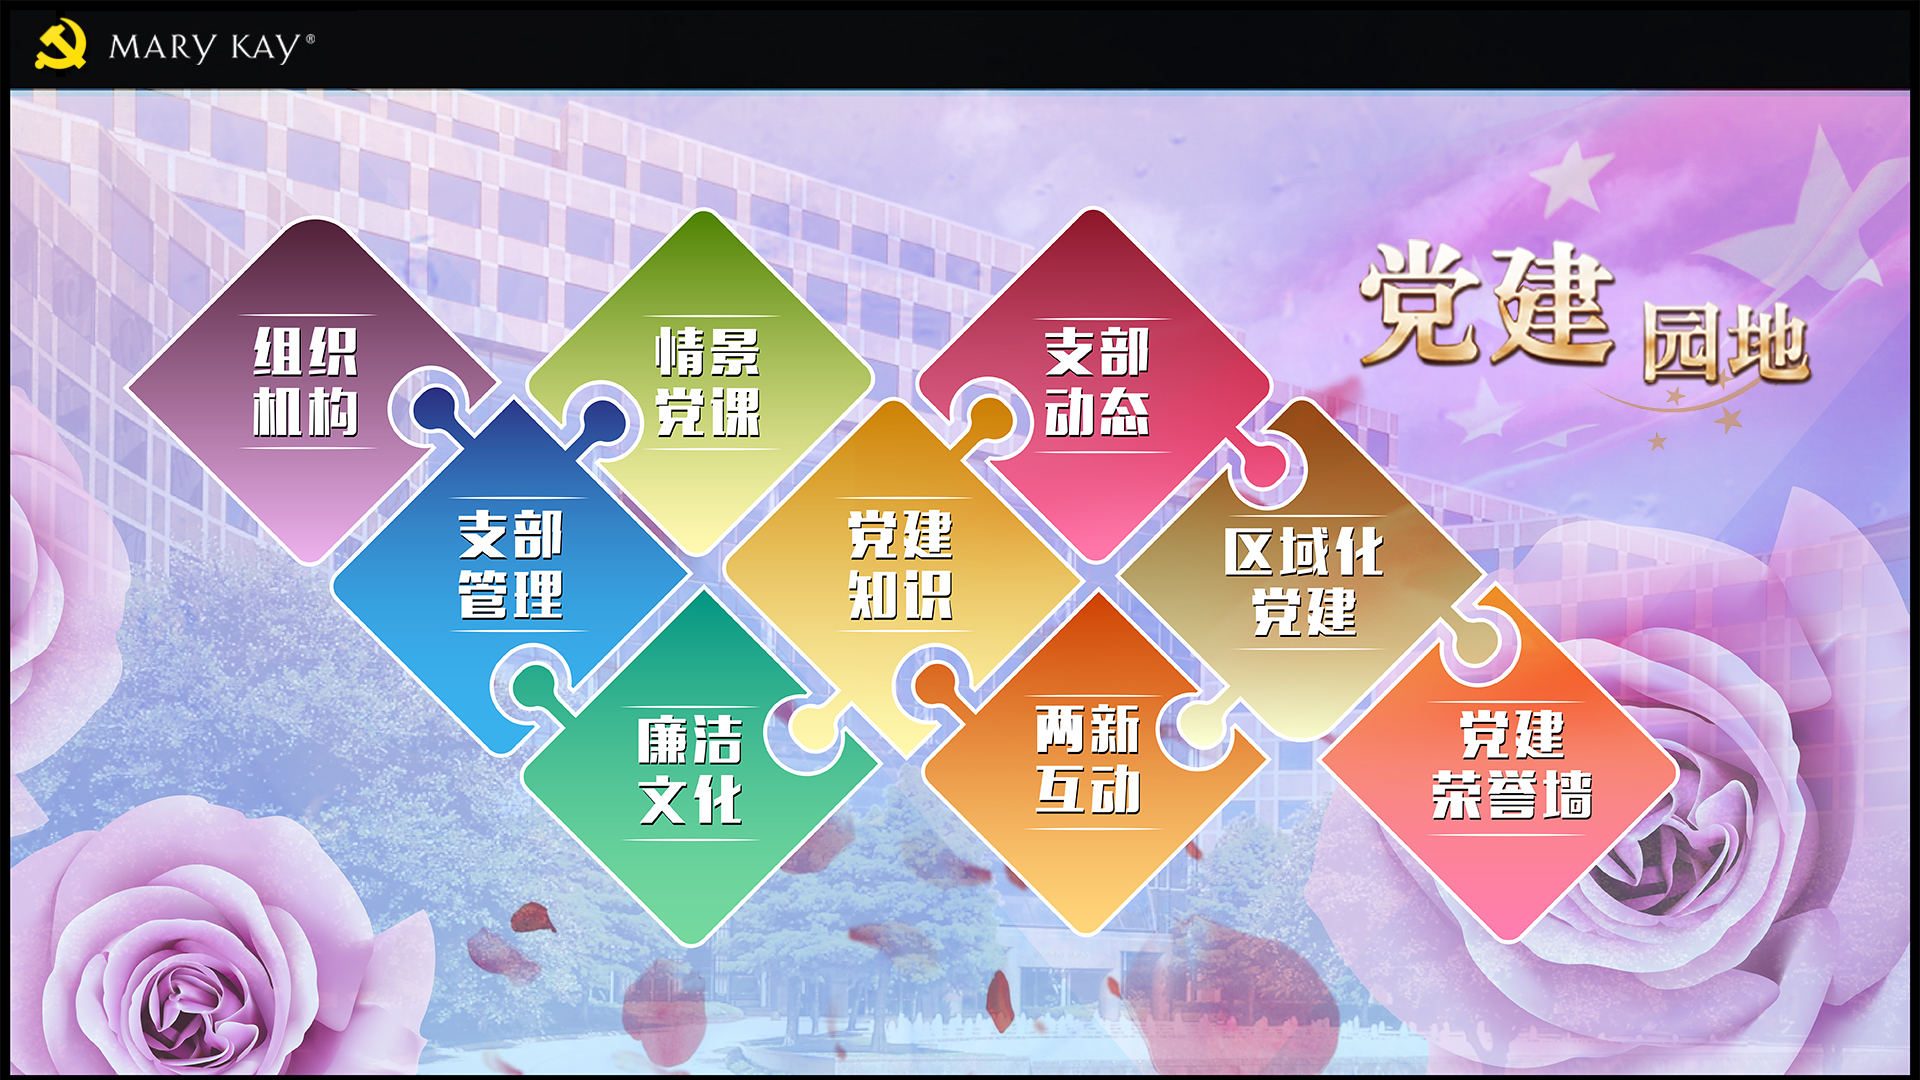 MARY KAY®
党建园地
组织
机构
情景
党课
支部
动态
支部
管理
党建
知识
区域化
党建
廉洁
文化
两新
互动
党建
荣誉墙